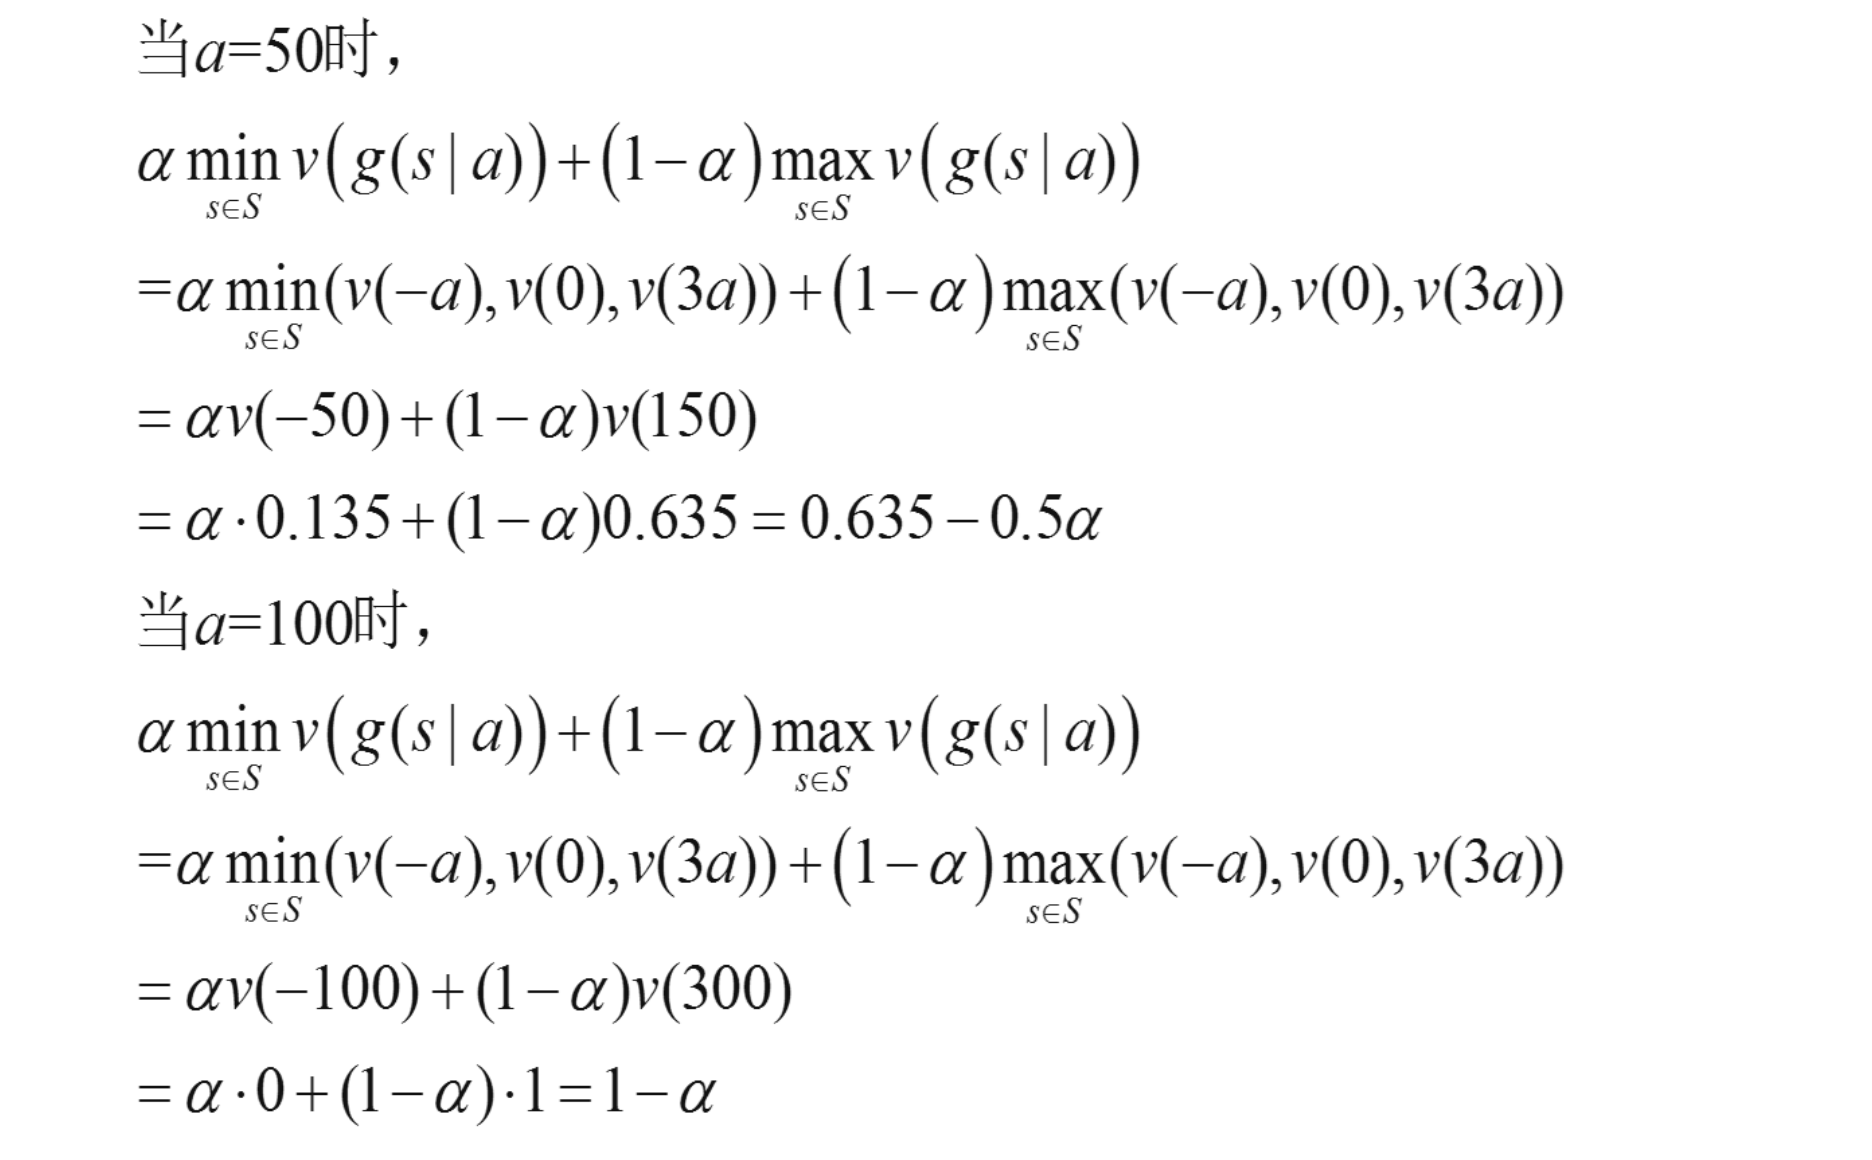 当a=50时，
α min_{s∈S} v(g(s|a))+(1−α)max_{s∈S} v(g(s|a))
=α min_{s∈S}(v(−a),v(0),v(3a))+(1−α)max_{s∈S}(v(−a),v(0),v(3a))
=αv(−50)+(1−α)v(150)
=α·0.135+(1−α)0.635=0.635−0.5α
当a=100时，
α min_{s∈S} v(g(s|a))+(1−α)max_{s∈S} v(g(s|a))
=α min_{s∈S}(v(−a),v(0),v(3a))+(1−α)max_{s∈S}(v(−a),v(0),v(3a))
=αv(−100)+(1−α)v(300)
=α·0+(1−α)·1=1−α